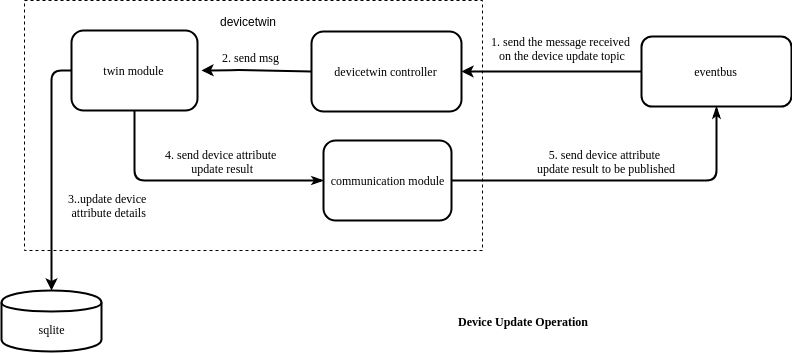 devicetwin
1. send the message received
on the device update topic
2. send msg
twin module
devicetwin controller
eventbus
4. send device attribute
update result
5. send device attribute
update result to be published
communication module
3..update device
attribute details
Device Update Operation
sqlite